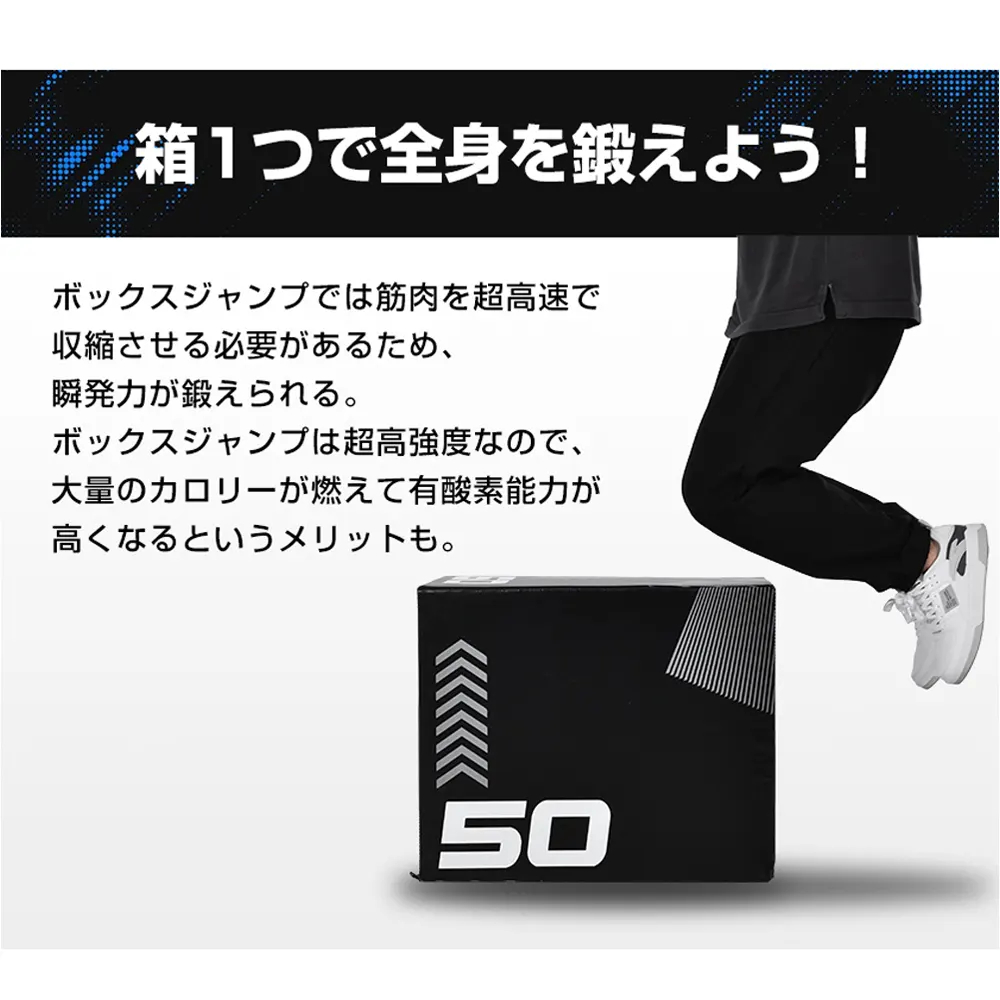 箱1つで全身を鍛えよう！
ボックスジャンプでは筋肉を超高速で
収縮させる必要があるため、
瞬発力が鍛えられる。
ボックスジャンプは超高強度なので、
大量のカロリーが燃えて有酸素能力が
高くなるというメリットも。
50